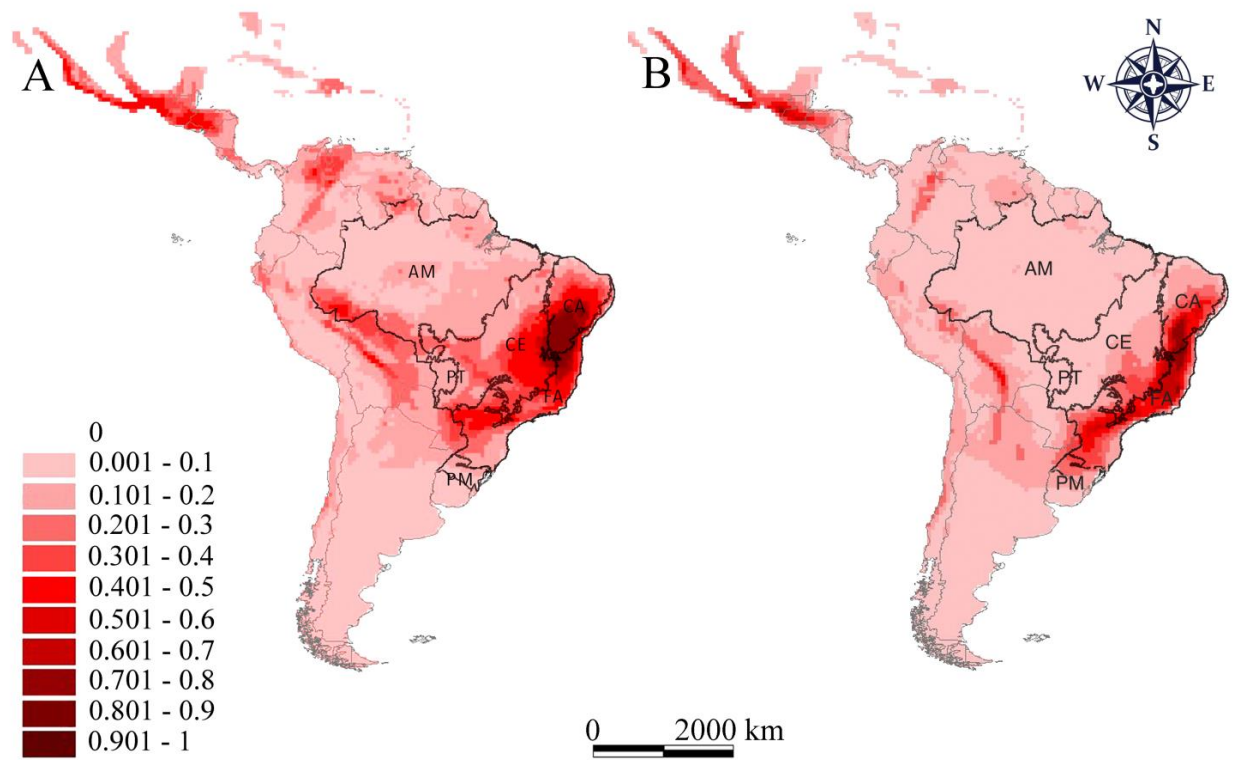 A
B
N
W
E
S
AM
CA
CE
PT
FA
PM
AM
CA
CE
PT
FA
PM
0
0.001 - 0.1
0.101 - 0.2
0.201 - 0.3
0.301 - 0.4
0.401 - 0.5
0.501 - 0.6
0.601 - 0.7
0.701 - 0.8
0.801 - 0.9
0.901 - 1
0 2000 km